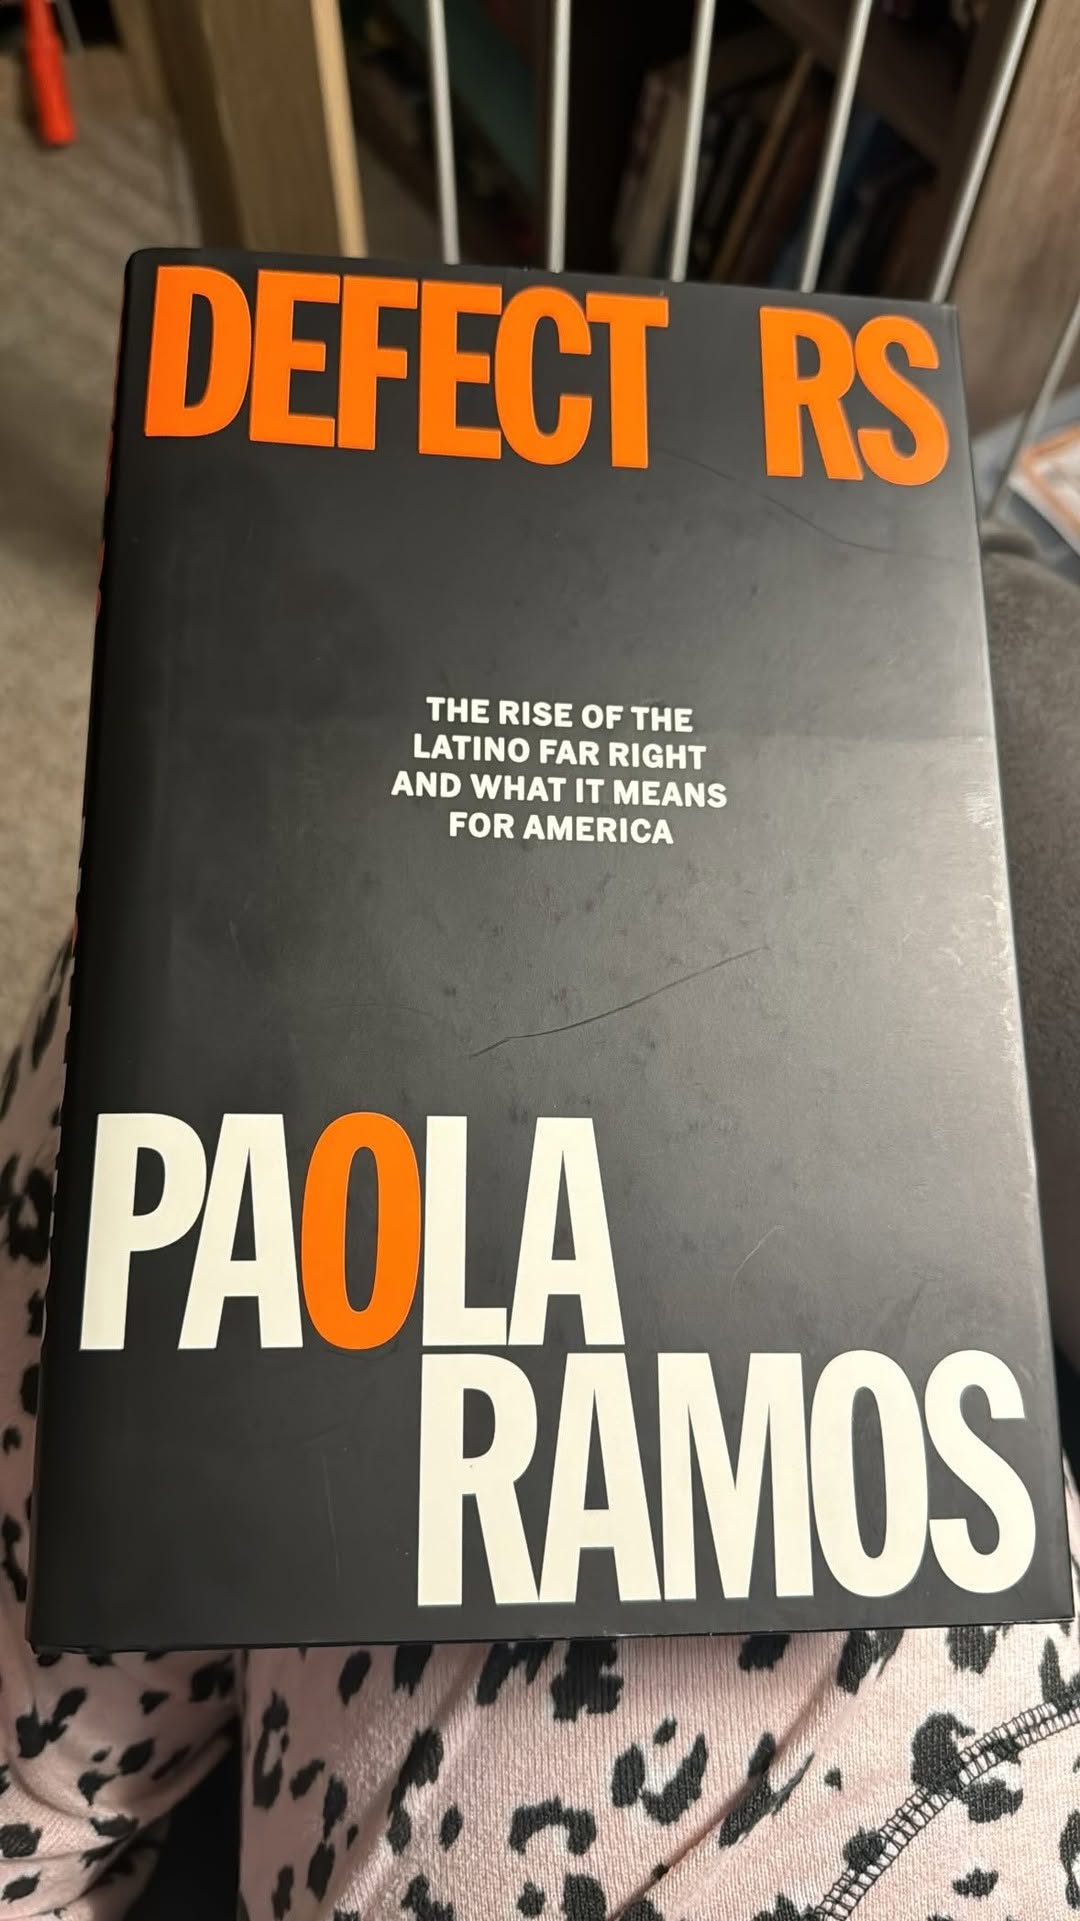 DEFECT RS
THE RISE OF THE
LATINO FAR RIGHT
AND WHAT IT MEANS
FOR AMERICA
PAOLA
RAMOS